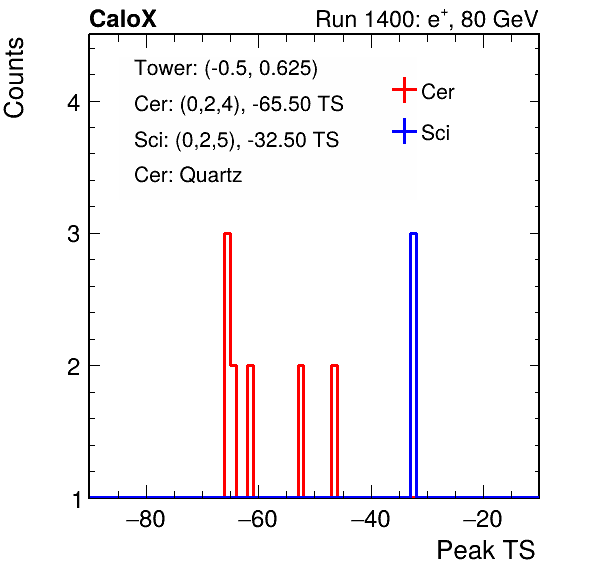 CaloX Run 1400: e⁺, 80 GeV
Counts
Tower: (-0.5, 0.625)
Cer: (0,2,4), -65.50 TS
Sci: (0,2,5), -32.50 TS
Cer: Quartz
Cer
Sci
4
3
2
1
−80 −60 −40 −20
Peak TS